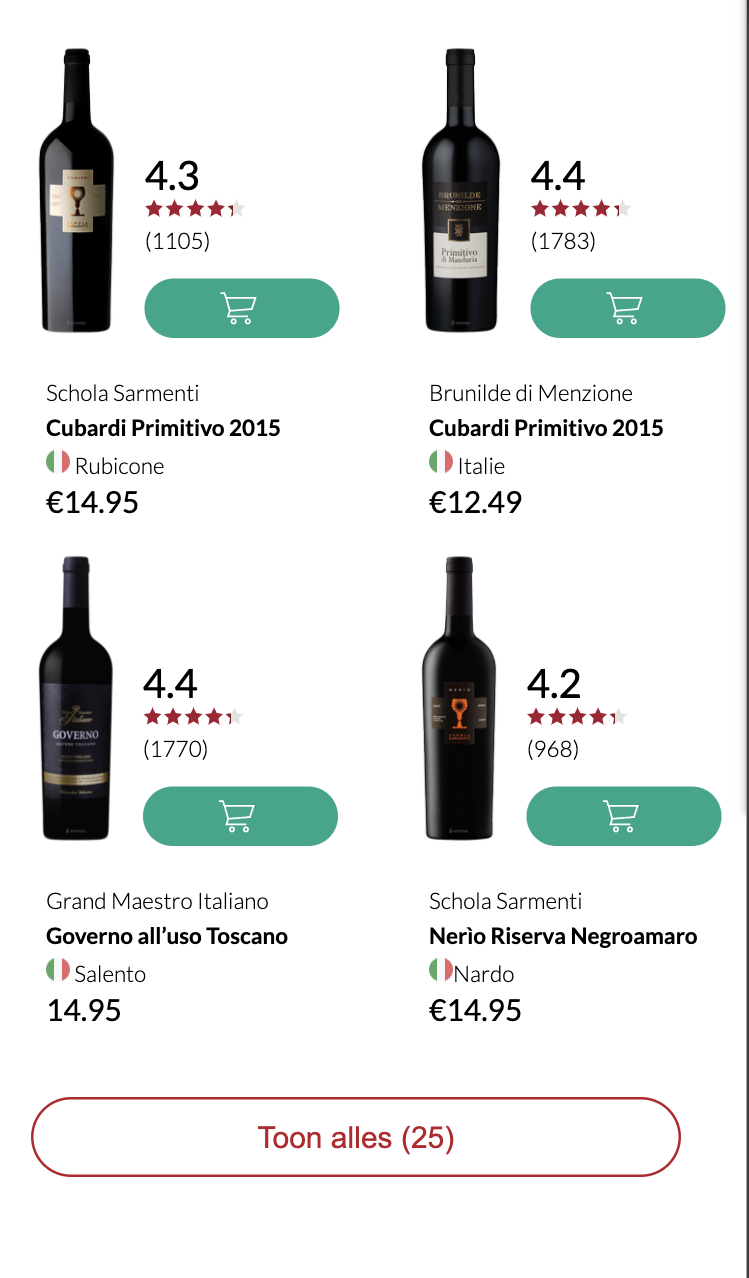 4.3
(1105)
CUBARDI
SCHOLA
SARMENTI
Schola Sarmenti
Cubardi Primitivo 2015
Rubicone
€14.95
4.4
(1783)
BRUNILDE
DI
MENZIONE
Primitivo
di Manduria
Brunilde di Menzione
Cubardi Primitivo 2015
Italie
€12.49
4.4
(1770)
Italiano
GOVERNO
ALL'USO TOSCANO
Grand Maestro Italiano
Governo all’uso Toscano
Salento
14.95
4.2
(968)
NERIO
SCHOLA
SARMENTI
Schola Sarmenti
Nerìo Riserva Negroamaro
Nardo
€14.95
Toon alles (25)